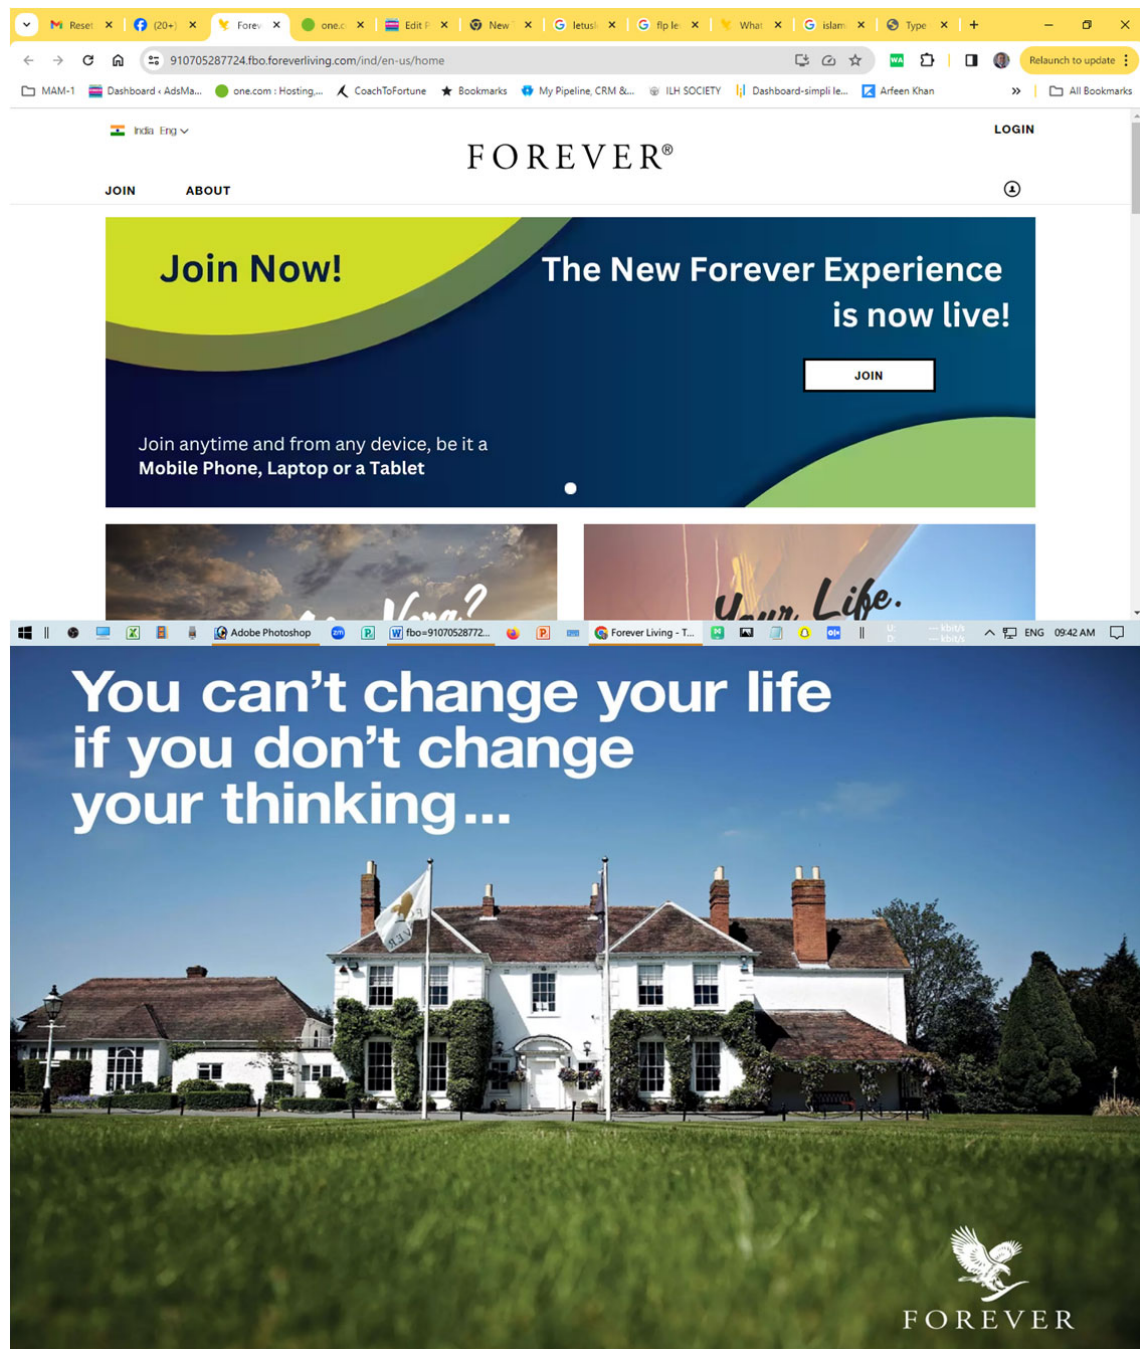 Reset
(20+)
Forev
one.c
Edit P
New
letusl
flp le
What
islam
Type
910705287724.fbo.foreverliving.com/ind/en-us/home
WA
Relaunch to update
MAM-1
Dashboard ‹ AdsMa...
one.com : Hosting,...
CoachToFortune
Bookmarks
My Pipeline, CRM &...
ILH SOCIETY
Dashboard-simpli le...
Arfeen Khan
»
All Bookmarks
India Eng
LOGIN
FOREVER®
JOIN ABOUT
Join Now!
The New Forever Experience
is now live!
JOIN
Join anytime and from any device, be it a
Mobile Phone, Laptop or a Tablet
Your Life.
Adobe Photoshop
zm
fbo=91070528772...
Forever Living - T...
U: --- kbit/s
D: --- kbit/s
ENG 09:42 AM
You can't change your life
if you don't change
your thinking...
FOREVER